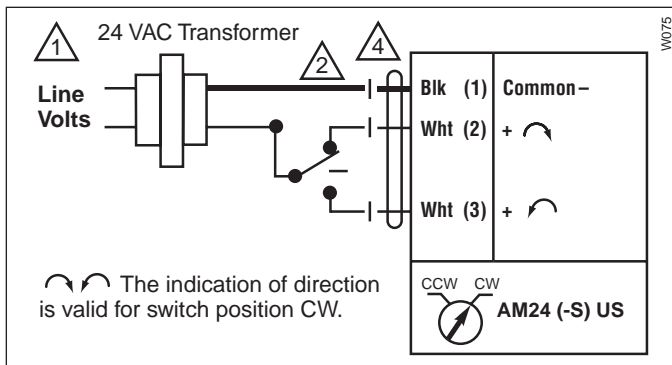 24 VAC Transformer
1
2
4
W075
Line
Volts
Blk (1) Common –
Wht (2) +
Wht (3) +
The indication of direction
is valid for switch position CW.
CCW CW
AM24 (-S) US